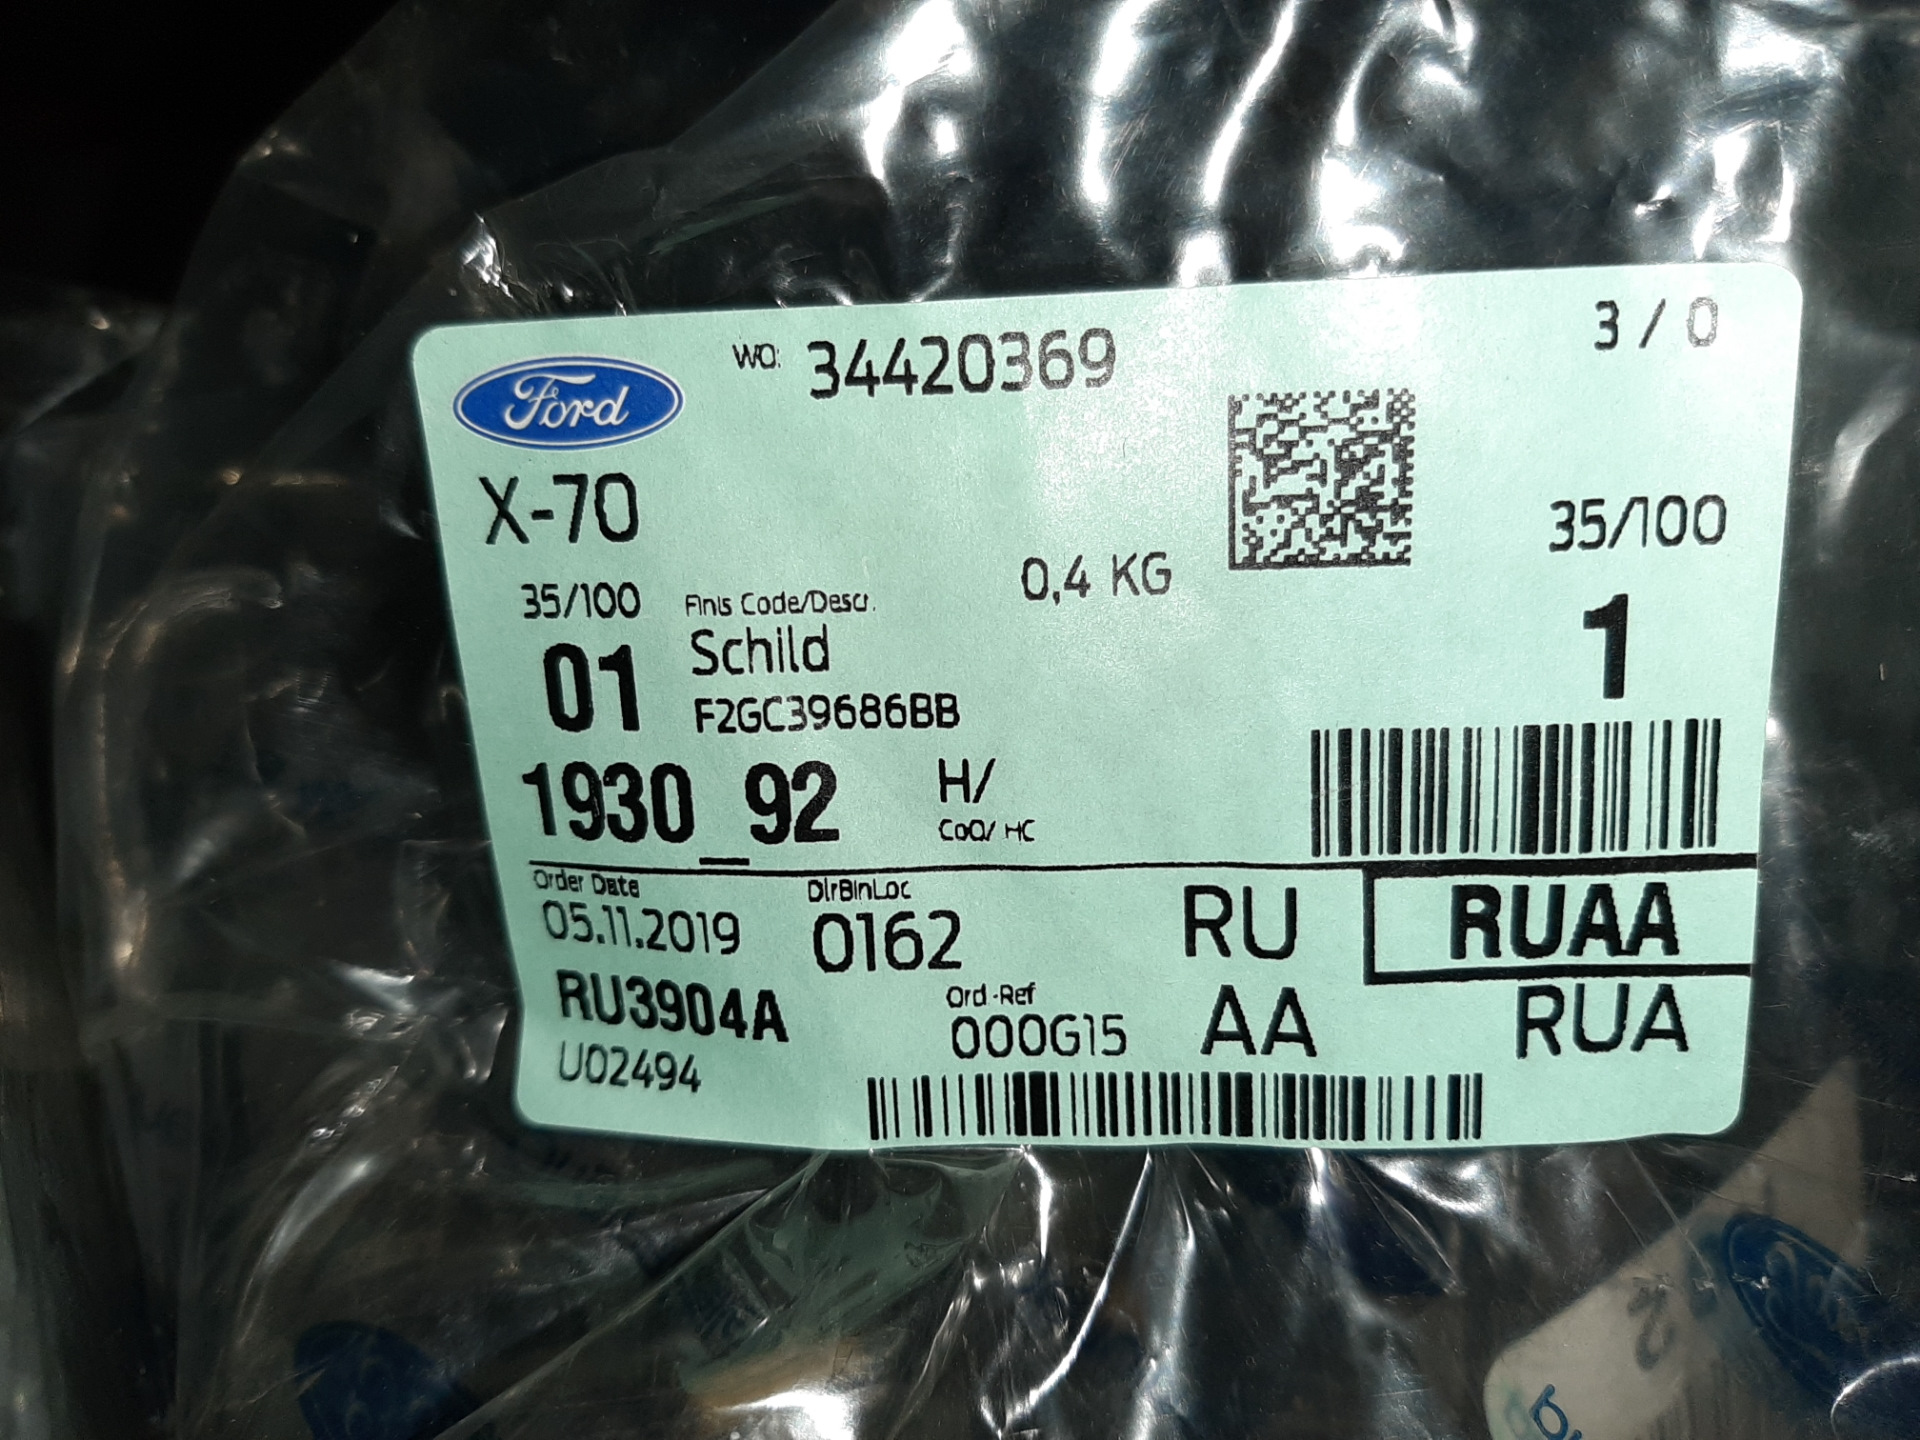 WO: 34420369
3 / 0
Ford
X-70
35/100
0,4 KG
35/100
Finis Code/Descr.
01
Schild
1
F2GC39686BB
1930_92
H/
CoO/ HC
Order Date
DlrBinLoc
05.11.2019
0162
RU
RUAA
RU3904A
Ord.-Ref
000G15
AA
RUA
U02494